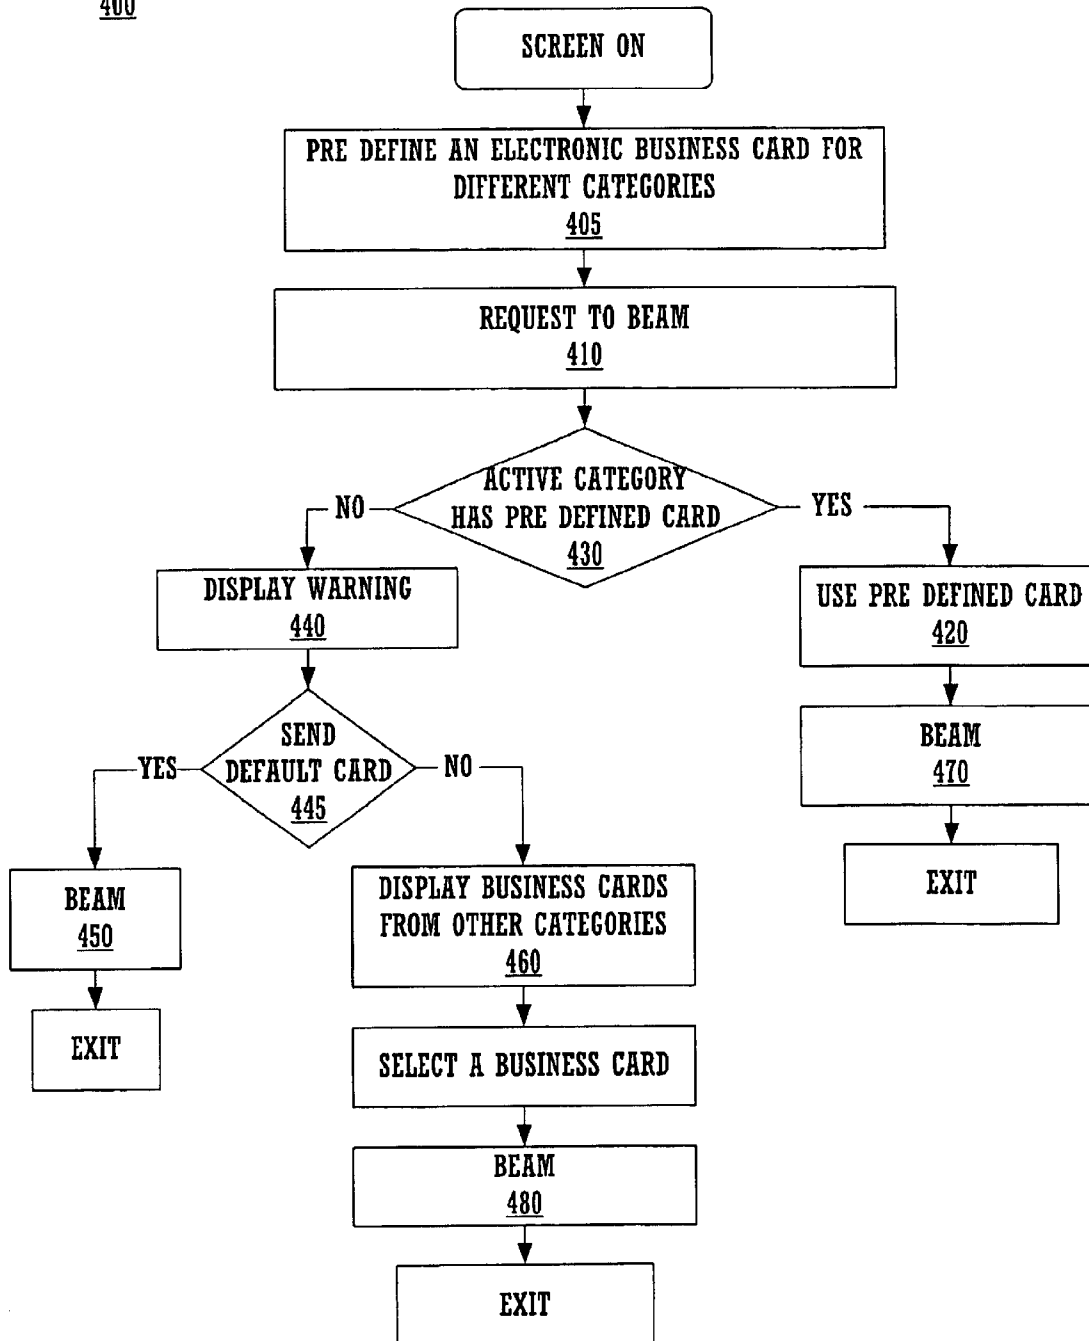 400
SCREEN ON
PRE DEFINE AN ELECTRONIC BUSINESS CARD FOR
DIFFERENT CATEGORIES
405
REQUEST TO BEAM
410
ACTIVE CATEGORY
HAS PRE DEFINED CARD
430
NO
YES
DISPLAY WARNING
440
USE PRE DEFINED CARD
420
SEND
DEFAULT CARD
445
YES
NO
BEAM
470
EXIT
BEAM
450
EXIT
DISPLAY BUSINESS CARDS
FROM OTHER CATEGORIES
460
SELECT A BUSINESS CARD
BEAM
480
EXIT